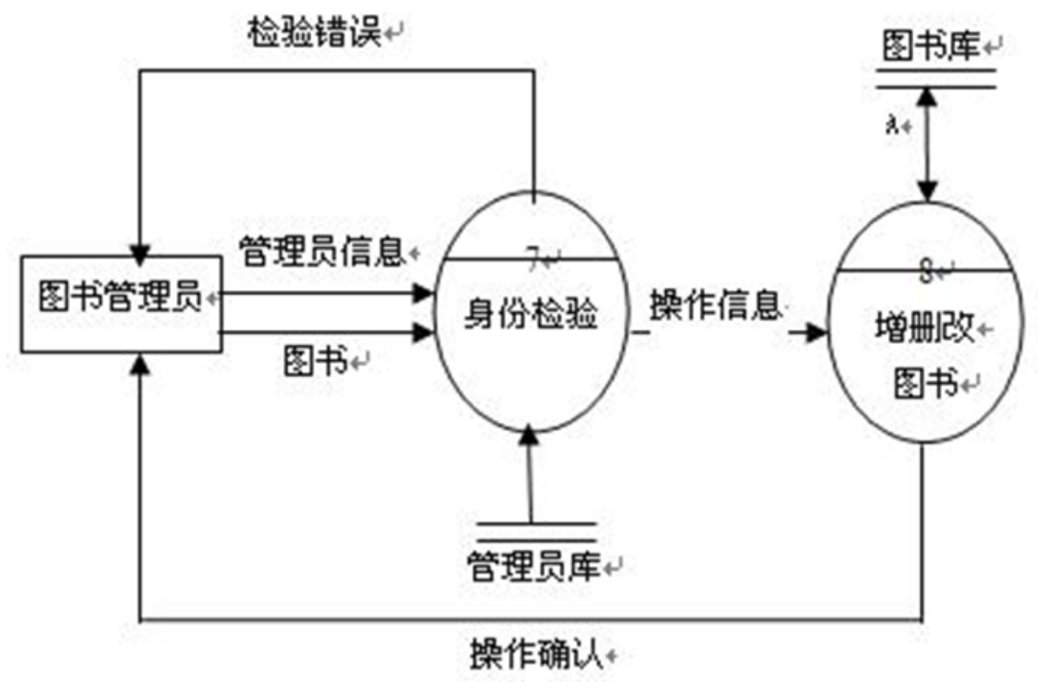 检验错误
图书库
a
管理员信息
7
8
图书管理员
身份检验
操作信息
增删改
图书
图书
管理员库
操作确认